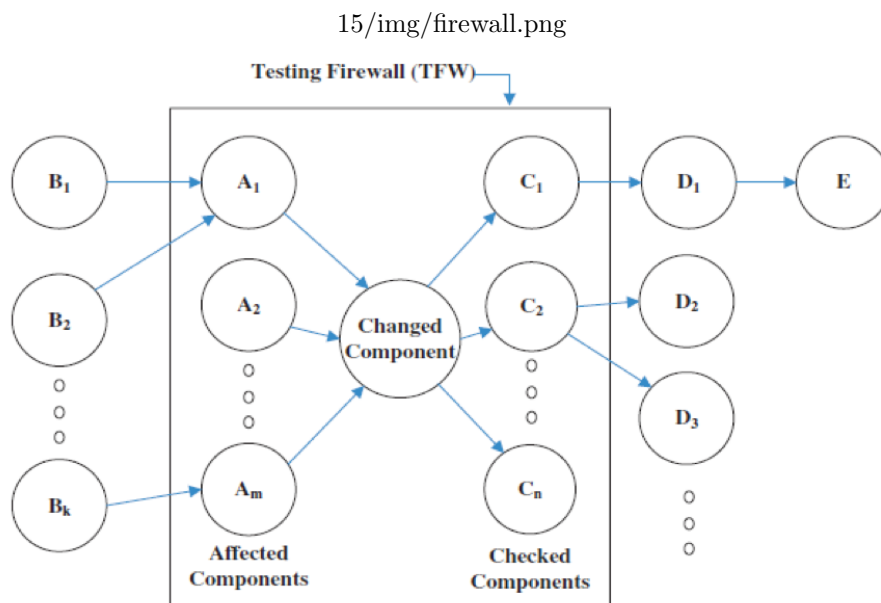 15/img/firewall.png
Testing Firewall (TFW)
B₁
A₁
C₁
D₁
E
B₂
A₂
Changed
Component
C₂
D₂
D₃
Bₖ
Aₘ
Cₙ
Affected
Components
Checked
Components